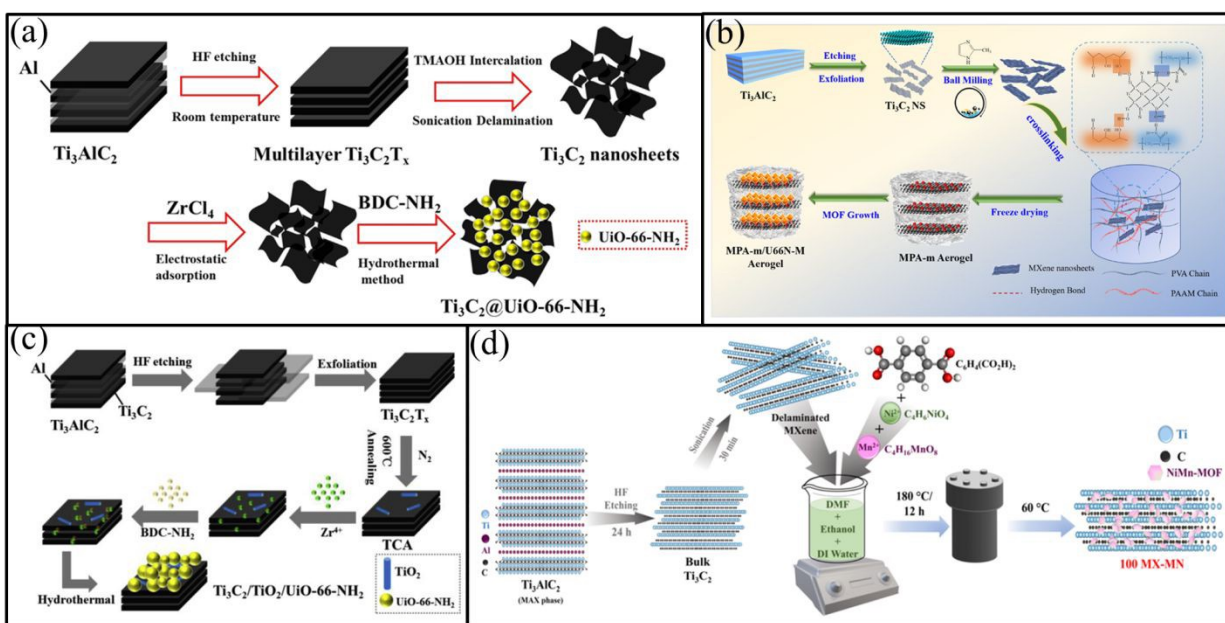 (a)
Al
HF etching
Room temperature
TMAOH Intercalation
Sonication Delamination
Ti₃AlC₂
Multilayer Ti₃C₂Tₓ
Ti₃C₂ nanosheets
ZrCl₄
Electrostatic
adsorption
BDC-NH₂
Hydrothermal
method
UiO-66-NH₂
Ti₃C₂@UiO-66-NH₂
(b)
Ti₃AlC₂
Etching
Exfoliation
Ti₃C₂ NS
N
N
H
CH₃
Ball Milling
crosslinking
MPA-m/U66N-M
Aerogel
MOF Growth
MPA-m Aerogel
Freeze drying
MXene nanosheets
PVA Chain
Hydrogen Bond
PAAM Chain
(c)
Al
HF etching
Exfoliation
Ti₃C₂
Ti₃AlC₂
Ti₃C₂Tₓ
600℃
Annealing
N₂
BDC-NH₂
Zr⁴⁺
TCA
Hydrothermal
Ti₃C₂/TiO₂/UiO-66-NH₂
TiO₂
UiO-66-NH₂
(d)
Ti
Al
C
Ti₃AlC₂
(MAX phase)
HF
Etching
24 h
Bulk
Ti₃C₂
Sonication
30 min
Delaminated
MXene
HO
O
O
OH
C₆H₄(CO₂H)₂
+
Ni²⁺ C₄H₆NiO₄
+
Mn²⁺ C₄H₁₆MnO₈
DMF
+
Ethanol
+
DI Water
180 °C/
12 h
60 °C
Ti
C
NiMn-MOF
100 MX-MN